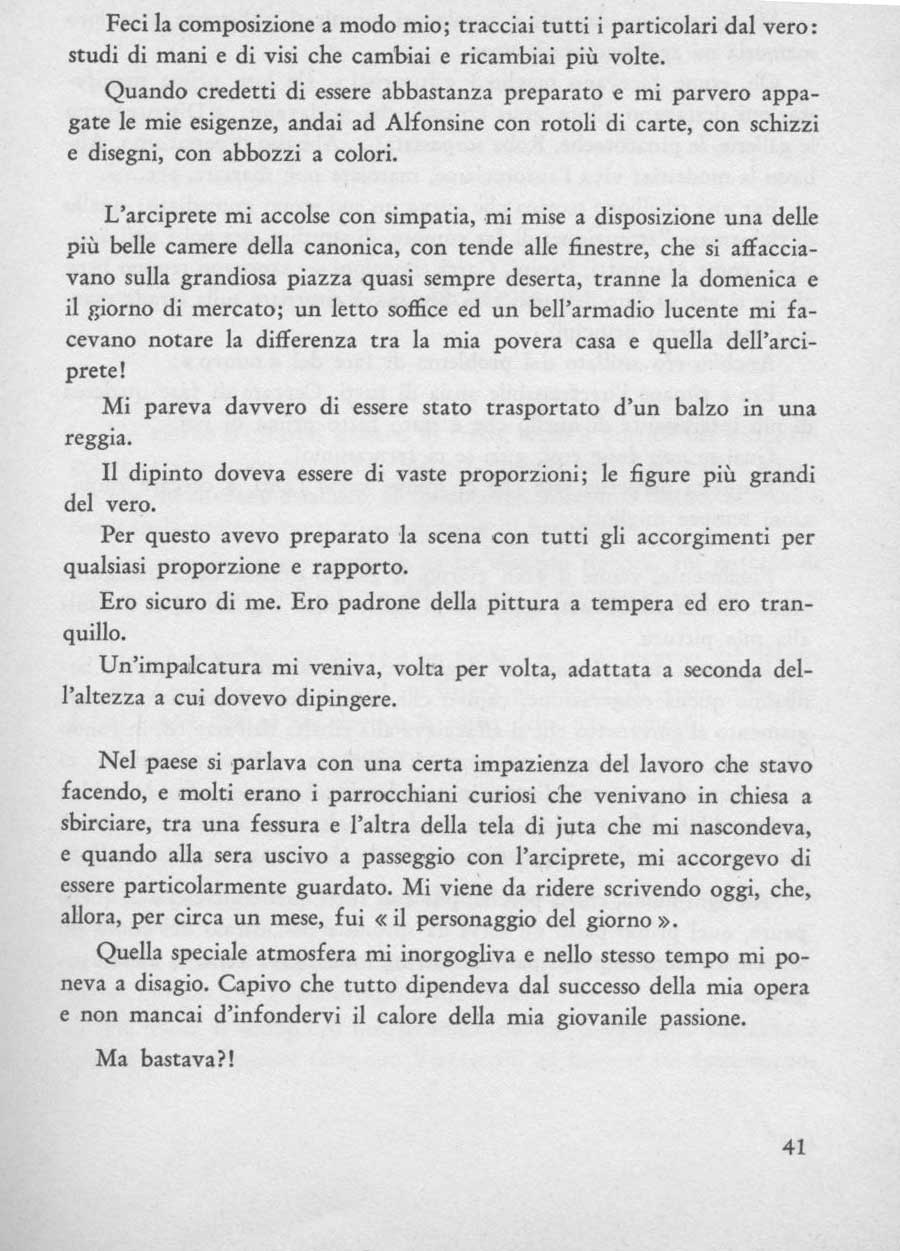 Feci la composizione a modo mio; tracciai tutti i particolari dal vero:
studi di mani e di visi che cambiai e ricambiai più volte.
Quando credetti di essere abbastanza preparato e mi parvero appa-
gate le mie esigenze, andai ad Alfonsine con rotoli di carte, con schizzi
e disegni, con abbozzi a colori.
L'arciprete mi accolse con simpatia, mi mise a disposizione una delle
più belle camere della canonica, con tende alle finestre, che si affaccia-
vano sulla grandiosa piazza quasi sempre deserta, tranne la domenica e
il giorno di mercato; un letto soffice ed un bell'armadio lucente mi fa-
cevano notare la differenza tra la mia povera casa e quella dell'arci-
prete!
Mi pareva davvero di essere stato trasportato d'un balzo in una
reggia.
Il dipinto doveva essere di vaste proporzioni; le figure più grandi
del vero.
Per questo avevo preparato la scena con tutti gli accorgimenti per
qualsiasi proporzione e rapporto.
Ero sicuro di me. Ero padrone della pittura a tempera ed ero tran-
quillo.
Un'impalcatura mi veniva, volta per volta, adattata a seconda del-
l'altezza a cui dovevo dipingere.
Nel paese si parlava con una certa impazienza del lavoro che stavo
facendo, e molti erano i parrocchiani curiosi che venivano in chiesa a
sbirciare, tra una fessura e l'altra della tela di juta che mi nascondeva,
e quando alla sera uscivo a passeggio con l'arciprete, mi accorgevo di
essere particolarmente guardato. Mi viene da ridere scrivendo oggi, che,
allora, per circa un mese, fui « il personaggio del giorno ».
Quella speciale atmosfera mi inorgogliva e nello stesso tempo mi po-
neva a disagio. Capivo che tutto dipendeva dal successo della mia opera
e non mancai d'infondervi il calore della mia giovanile passione.
Ma bastava?!
41